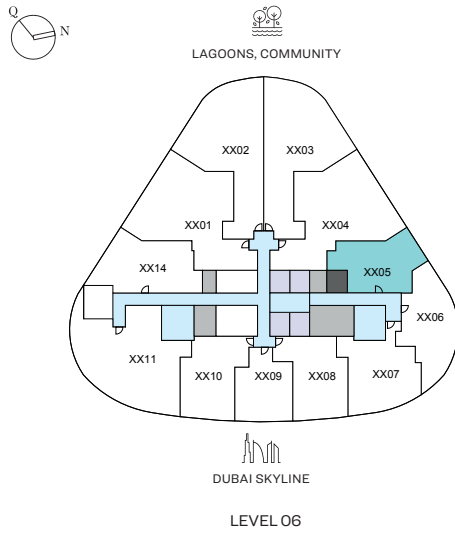 Q
N
LAGOONS, COMMUNITY
XX02
XX03
XX01
XX04
XX14
XX05
XX06
XX11
XX10
XX09
XX08
XX07
DUBAI SKYLINE
LEVEL 06